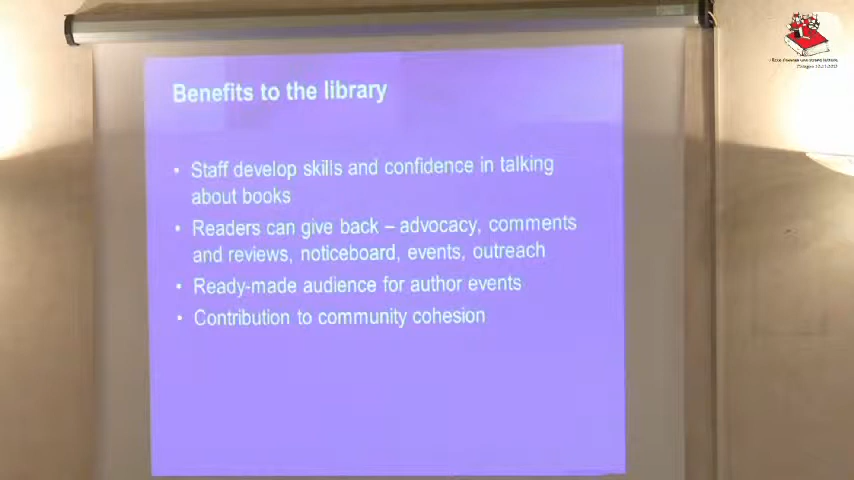 Benefits to the library
• Staff develop skills and confidence in talking
about books
• Readers can give back – advocacy, comments
and reviews, noticeboard, events, outreach
• Ready-made audience for author events
• Contribution to community cohesion